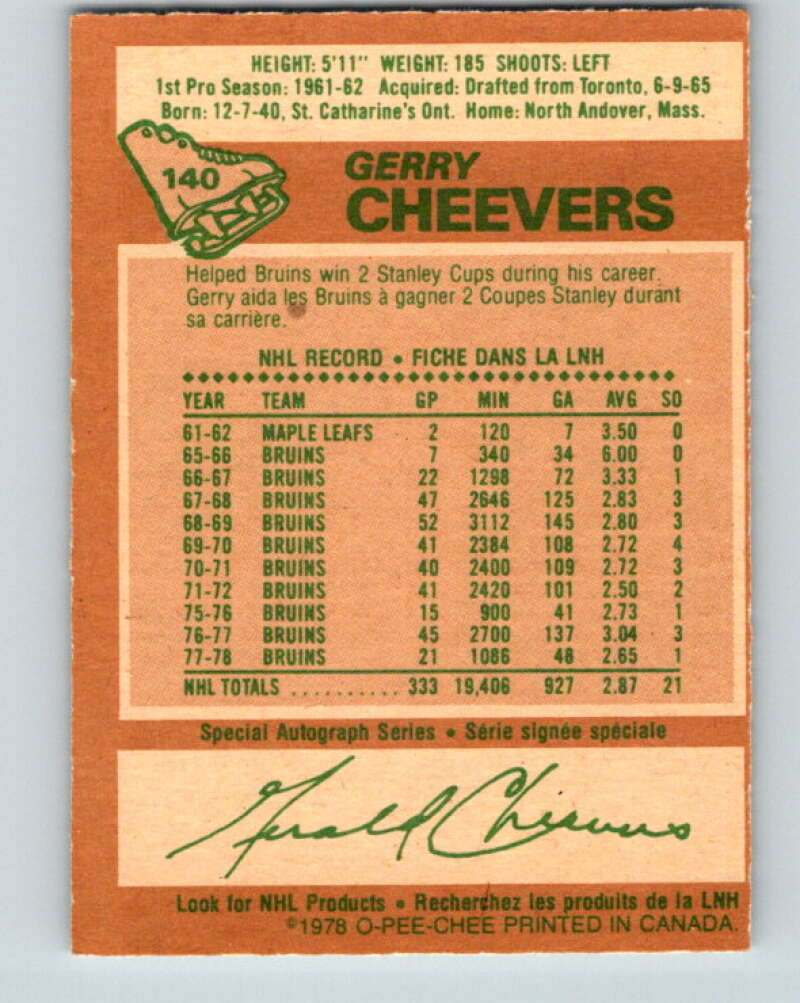 HEIGHT: 5'11" WEIGHT: 185 SHOOTS: LEFT
1st Pro Season: 1961-62 Acquired: Drafted from Toronto, 6-9-65
Born: 12-7-40, St. Catharine's Ont. Home: North Andover, Mass.
140
GERRY
CHEEVERS
Helped Bruins win 2 Stanley Cups during his career.
Gerry aida les Bruins à gagner 2 Coupes Stanley durant
sa carrière.
NHL RECORD • FICHE DANS LA LNH
YEAR TEAM GP MIN GA AVG SO
61-62 MAPLE LEAFS 2 120 7 3.50 0
65-66 BRUINS 7 340 34 6.00 0
66-67 BRUINS 22 1298 72 3.33 1
67-68 BRUINS 47 2646 125 2.83 3
68-69 BRUINS 52 3112 145 2.80 3
69-70 BRUINS 41 2384 108 2.72 4
70-71 BRUINS 40 2400 109 2.72 3
71-72 BRUINS 41 2420 101 2.50 2
75-76 BRUINS 15 900 41 2.73 1
76-77 BRUINS 45 2700 137 3.04 3
77-78 BRUINS 21 1086 48 2.65 1
NHL TOTALS .......... 333 19,406 927 2.87 21
Special Autograph Series • Série signée spéciale
Gerald Cheevers
Look for NHL Products • Recherchez les produits de la LNH
©1978 O-PEE-CHEE PRINTED IN CANADA.